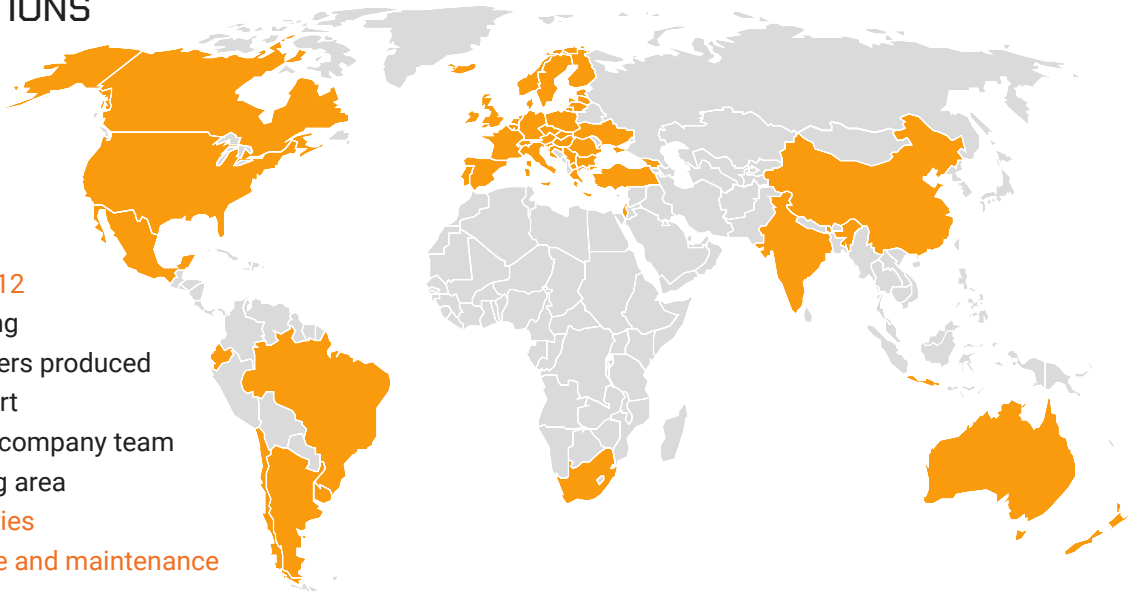 IONS
12
ng
ers produced
rt
company team
g area
ies
e and maintenance